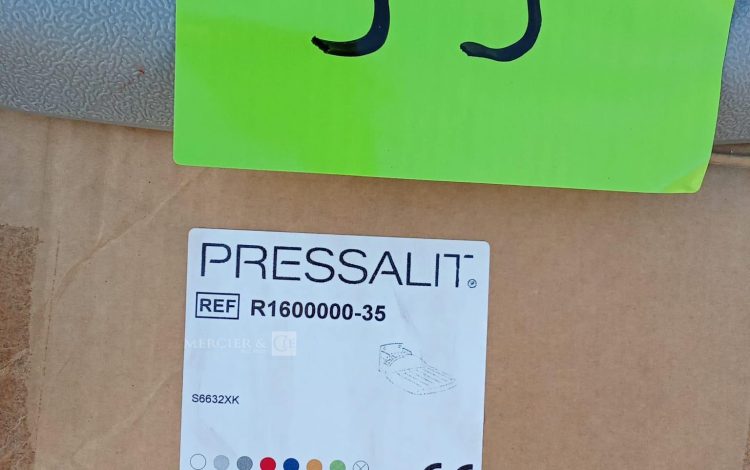 PRESSALIT®
REF R1600000-35
MERCIER & CIE
S6632XK